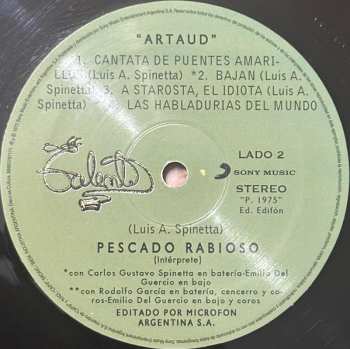 "ARTAUD"
1. CANTATA DE PUENTES AMARI-
LLOS (Luis A. Spinetta) *2. BAJAN (Luis A.
Spinetta) 3. A STAROSTA, EL IDIOTA (Luis A.
Spinetta) **4. LAS HABLADURIAS DEL MUNDO
Talent
LADO 2
SONY MUSIC
STEREO
"P. 1975"
Ed. Edifón
(Luis A. Spinetta)
PESCADO RABIOSO
(Intérprete)
*con Carlos Gustavo Spinetta en batería-Emilio Del
Guercio en bajo
**con Rodolfo García en batería, cencerro y co-
ros-Emilio Del Guercio en bajo y coros
EDITADO POR MICROFON
ARGENTINA S.A.